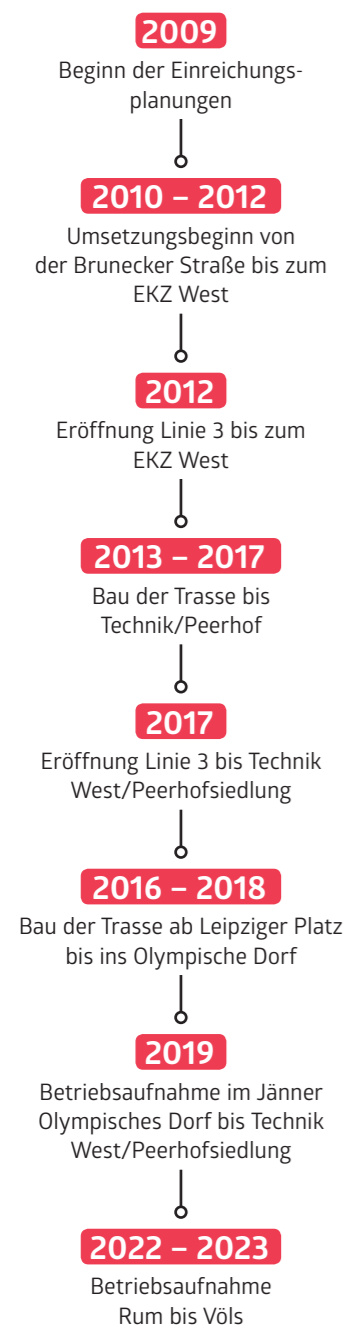 2009
Beginn der Einreichungs-
planungen
2010 – 2012
Umsetzungsbeginn von
der Brunecker Straße bis zum
EKZ West
2012
Eröffnung Linie 3 bis zum
EKZ West
2013 – 2017
Bau der Trasse bis
Technik/Peerhof
2017
Eröffnung Linie 3 bis Technik
West/Peerhofsiedlung
2016 – 2018
Bau der Trasse ab Leipziger Platz
bis ins Olympische Dorf
2019
Betriebsaufnahme im Jänner
Olympisches Dorf bis Technik
West/Peerhofsiedlung
2022 – 2023
Betriebsaufnahme
Rum bis Völs